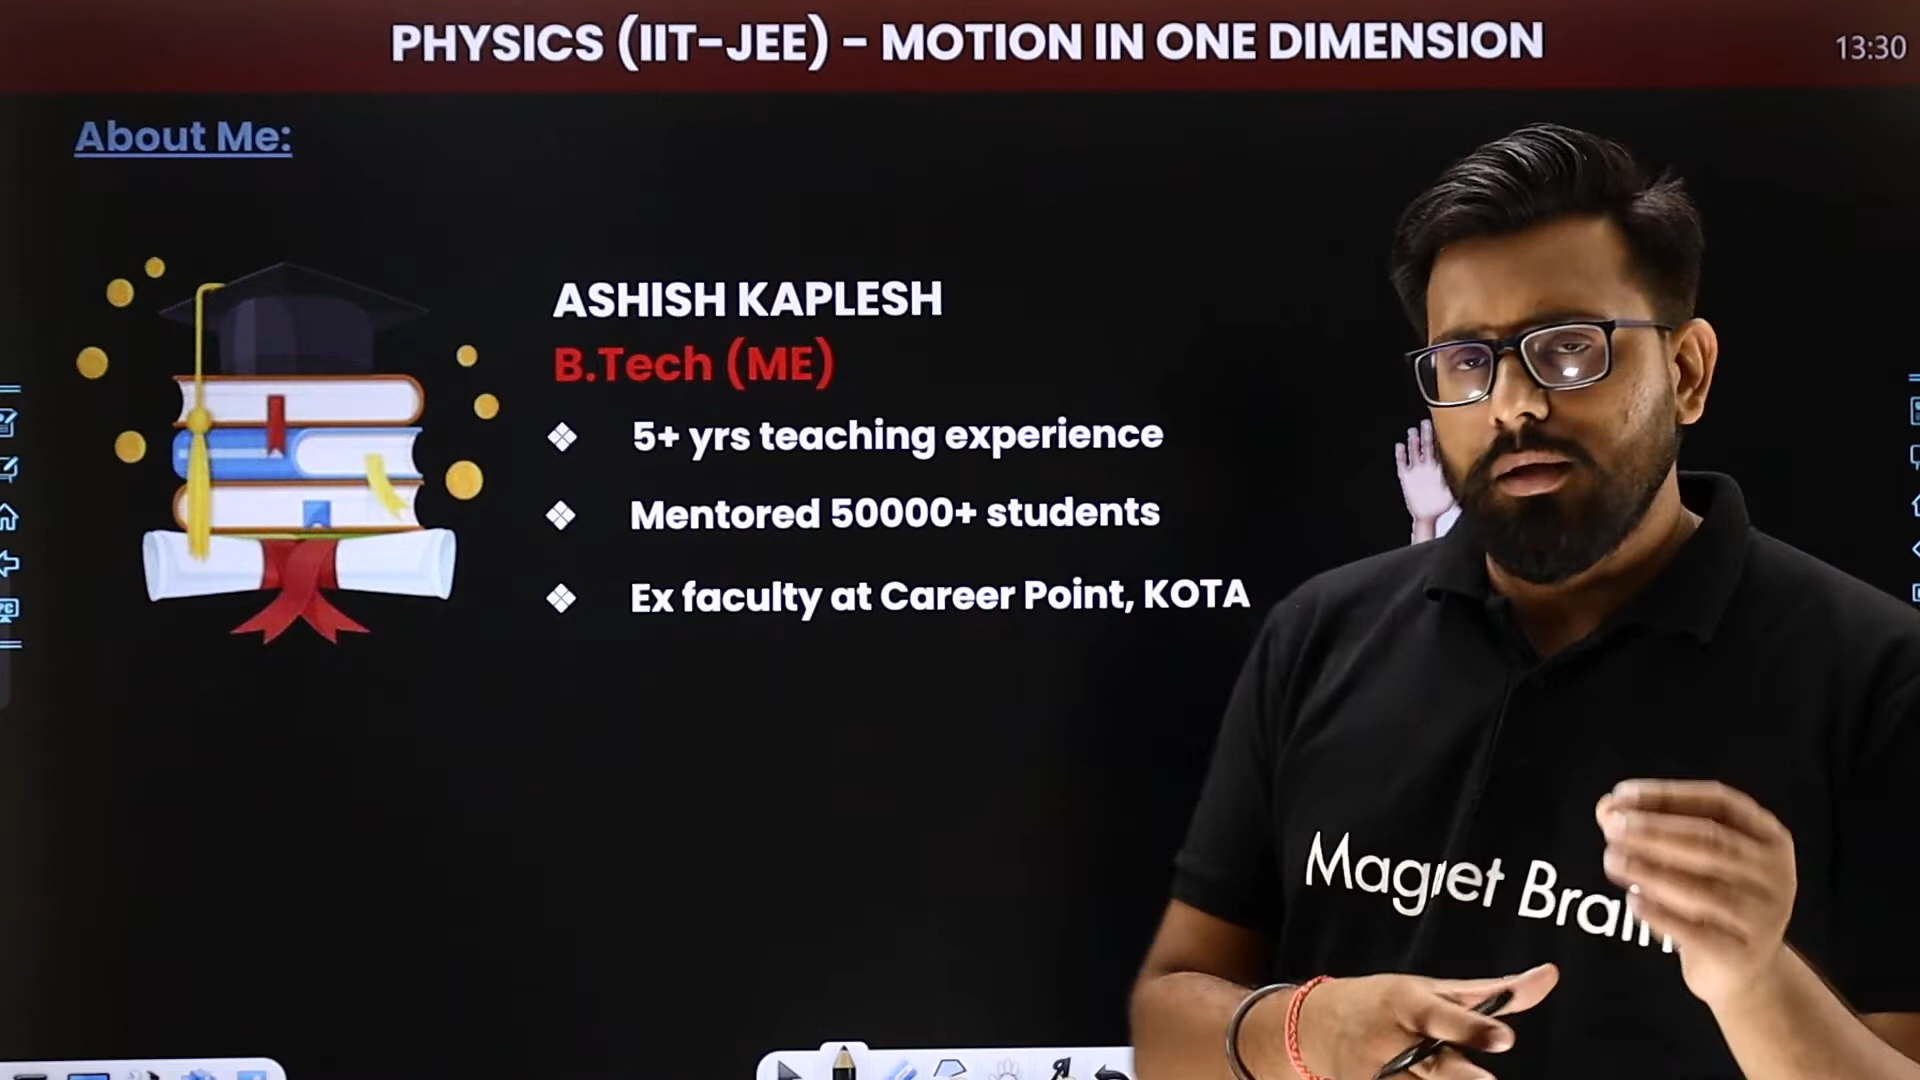 PHYSICS (IIT-JEE) - MOTION IN ONE DIMENSION
13:30
About Me:
ASHISH KAPLESH
B.Tech (ME)
❖ 5+ yrs teaching experience
❖ Mentored 50000+ students
❖ Ex faculty at Career Point, KOTA
Magnet Brain